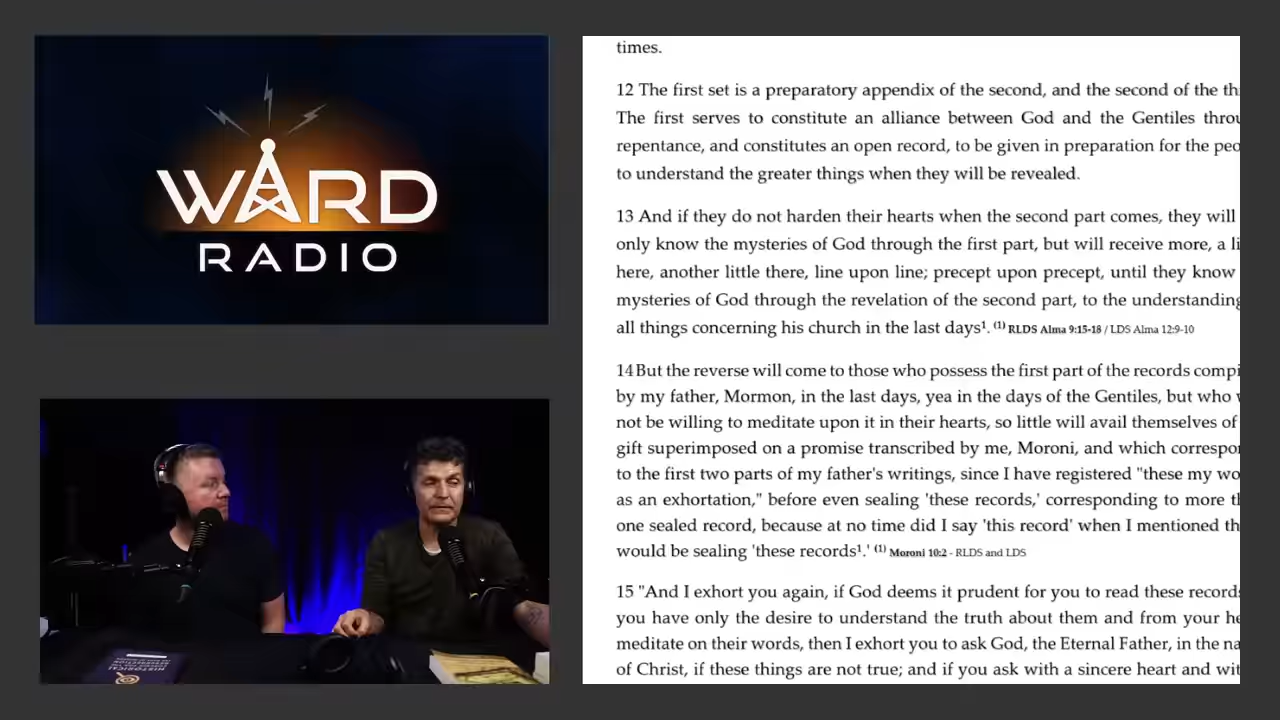 WARD
RADIO
times.
12 The first set is a preparatory appendix of the second, and the second of the th
The first serves to constitute an alliance between God and the Gentiles throu
repentance, and constitutes an open record, to be given in preparation for the peo
to understand the greater things when they will be revealed.
13 And if they do not harden their hearts when the second part comes, they will
only know the mysteries of God through the first part, but will receive more, a li
here, another little there, line upon line; precept upon precept, until they know
mysteries of God through the revelation of the second part, to the understanding
all things concerning his church in the last days¹. (1) RLDS Alma 9:15-18 / LDS Alma 12:9-10
14 But the reverse will come to those who possess the first part of the records compi
by my father, Mormon, in the last days, yea in the days of the Gentiles, but who
not be willing to meditate upon it in their hearts, so little will avail themselves of
gift superimposed on a promise transcribed by me, Moroni, and which correspon
to the first two parts of my father's writings, since I have registered "these my wo
as an exhortation," before even sealing 'these records,' corresponding to more th
one sealed record, because at no time did I say 'this record' when I mentioned th
would be sealing 'these records¹.' (1) Moroni 10:2 - RLDS and LDS
15 "And I exhort you again, if God deems it prudent for you to read these records
you have only the desire to understand the truth about them and from your he
meditate on their words, then I exhort you to ask God, the Eternal Father, in the na
of Christ, if these things are not true; and if you ask with a sincere heart and wit
HISTORICAL